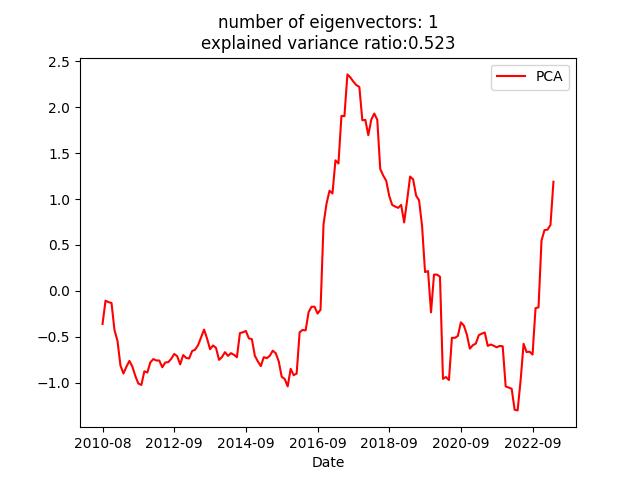 number of eigenvectors: 1
explained variance ratio:0.523
PCA
2.5
2.0
1.5
1.0
0.5
0.0
−0.5
−1.0
2010-08 2012-09 2014-09 2016-09 2018-09 2020-09 2022-09
Date